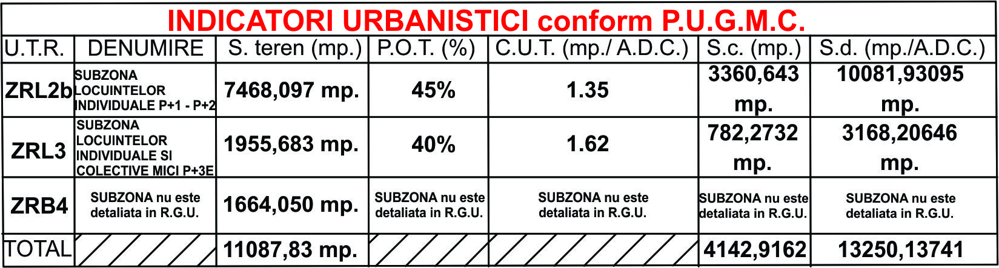 INDICATORI URBANISTICI conform P.U.G.M.C.
U.T.R. DENUMIRE S. teren (mp.) P.O.T. (%) C.U.T. (mp./ A.D.C.) S.c. (mp.) S.d. (mp./A.D.C.)
ZRL2b
SUBZONA
LOCUINTELOR
INDIVIDUALE P+1 - P+2
7468,097 mp.
45%
1.35
3360,643
mp.
10081,93095
mp.
ZRL3
SUBZONA
LOCUINTELOR
INDIVIDUALE SI
COLECTIVE MICI P+3E
1955,683 mp.
40%
1.62
782,2732
mp.
3168,20646
mp.
ZRB4
SUBZONA nu este
detaliata in R.G.U.
1664,050 mp.
SUBZONA nu este
detaliata in R.G.U.
SUBZONA nu este
detaliata in R.G.U.
SUBZONA nu este
detaliata in R.G.U.
SUBZONA nu este
detaliata in R.G.U.
TOTAL 11087,83 mp. 4142,9162 13250,13741